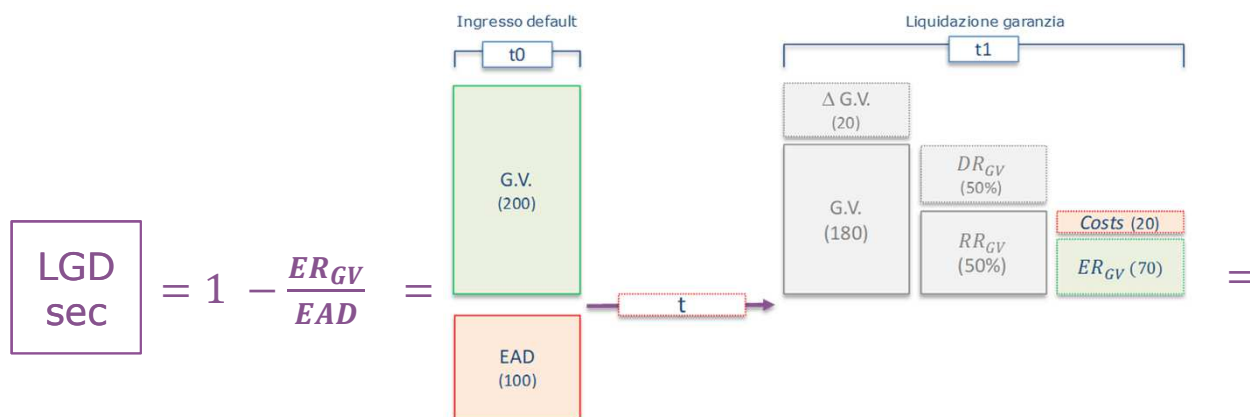 Ingresso default
t0
Liquidazione garanzia
t1
LGD
sec
= 1 − ER_GV / EAD =
G.V.
(200)
EAD
(100)
t
Δ G.V.
(20)
G.V.
(180)
DR_GV
(50%)
RR_GV
(50%)
Costs (20)
ER_GV (70)
=